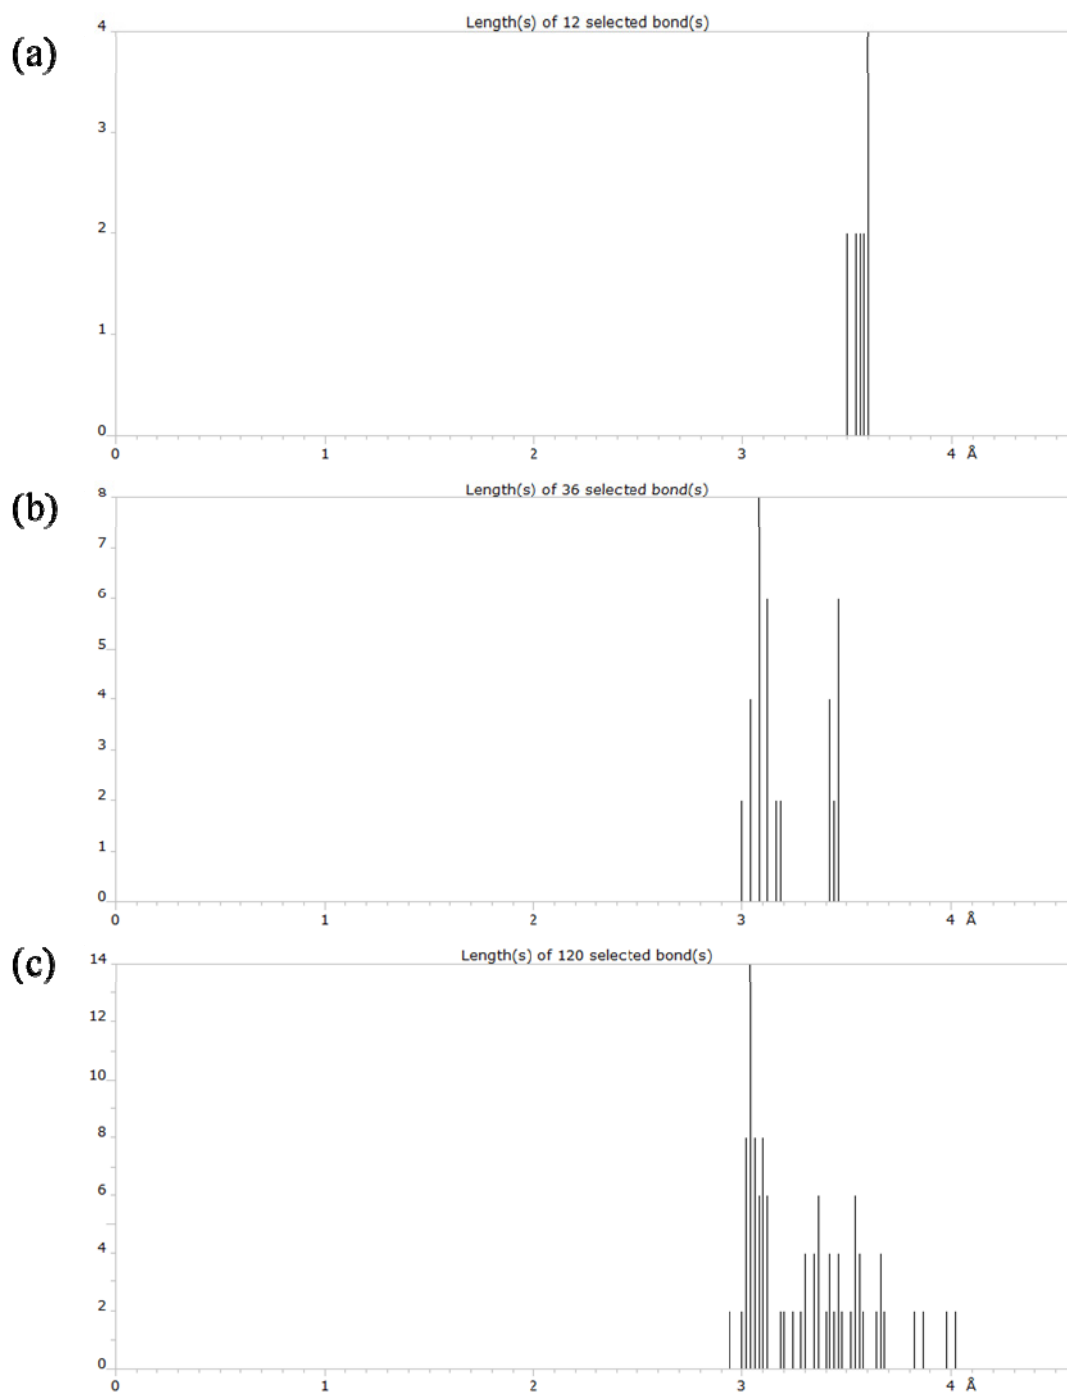 Length(s) of 12 selected bond(s)
(a)
4
3
2
1
0
0 1 2 3 4 Å
Length(s) of 36 selected bond(s)
(b)
8
7
6
5
4
3
2
1
0
0 1 2 3 4 Å
Length(s) of 120 selected bond(s)
(c)
14
12
10
8
6
4
2
0
0 1 2 3 4 Å